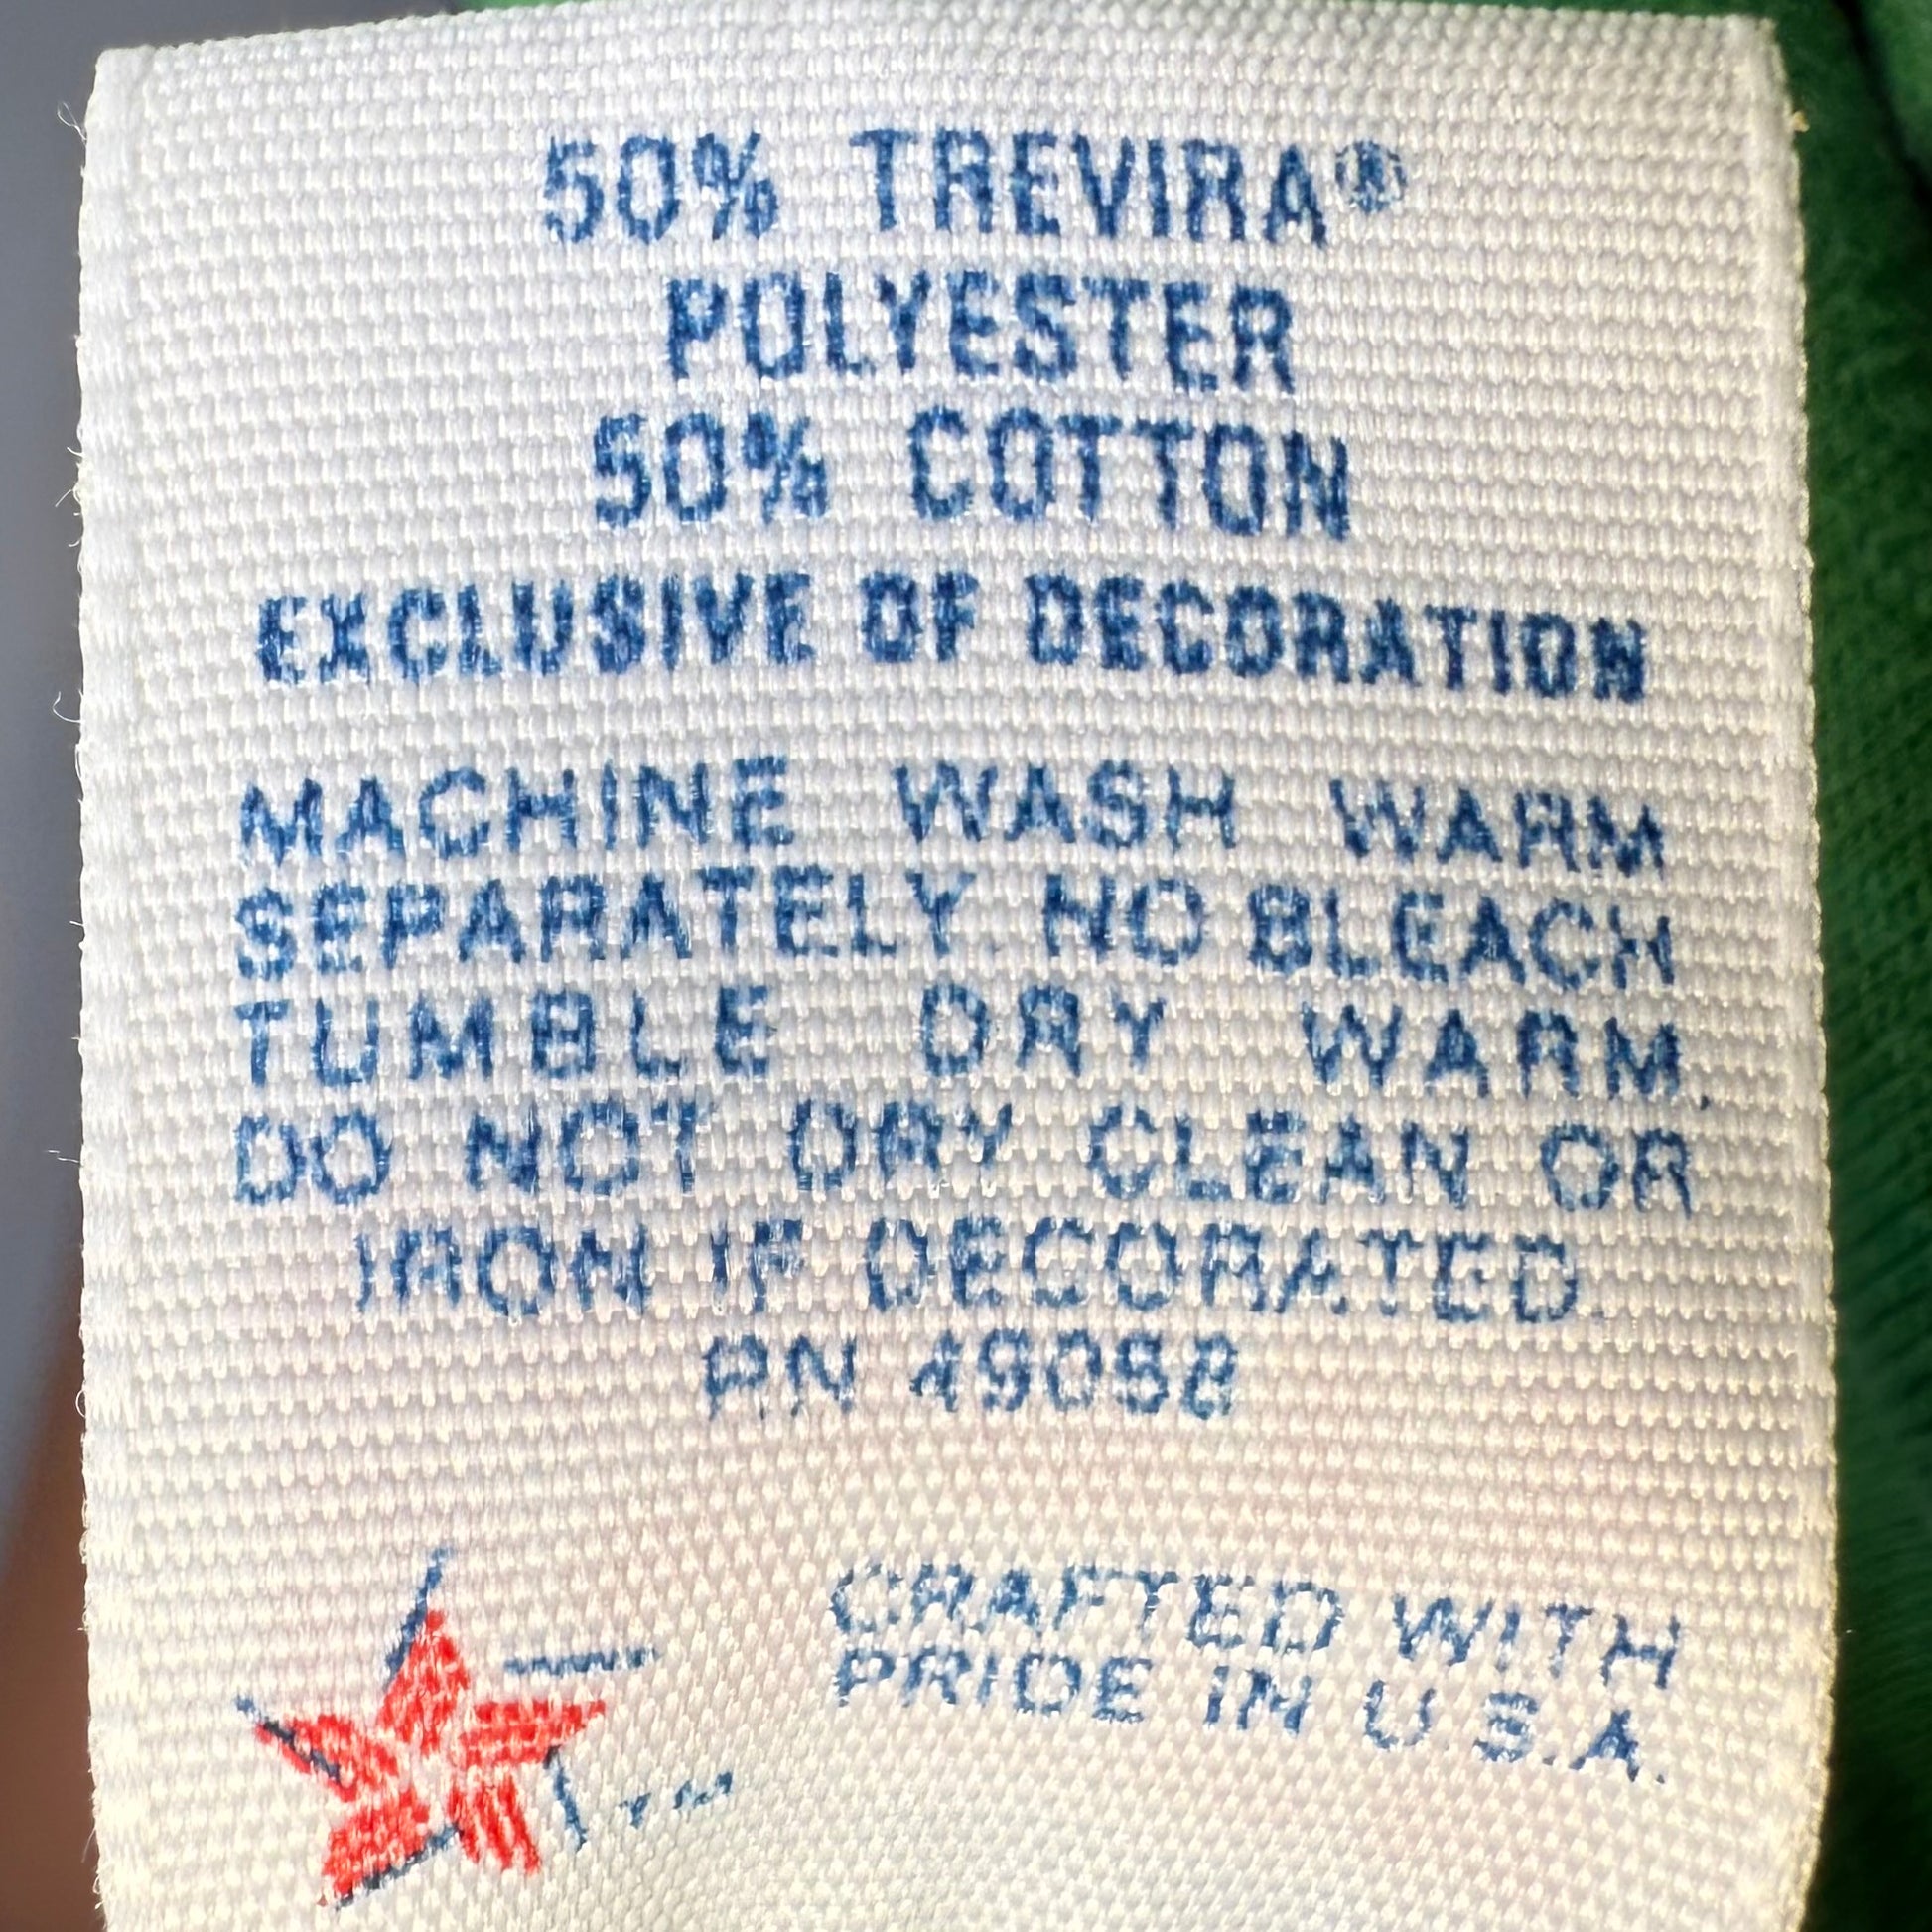 50% TREVIRA®
POLYESTER
50% COTTON
EXCLUSIVE OF DECORATION
MACHINE WASH WARM
SEPARATELY. NO BLEACH
TUMBLE DRY WARM.
DO NOT DRY CLEAN OR
IRON IF DECORATED.
RN
CRAFTED WITH
PRIDE IN U.S.A.
TM